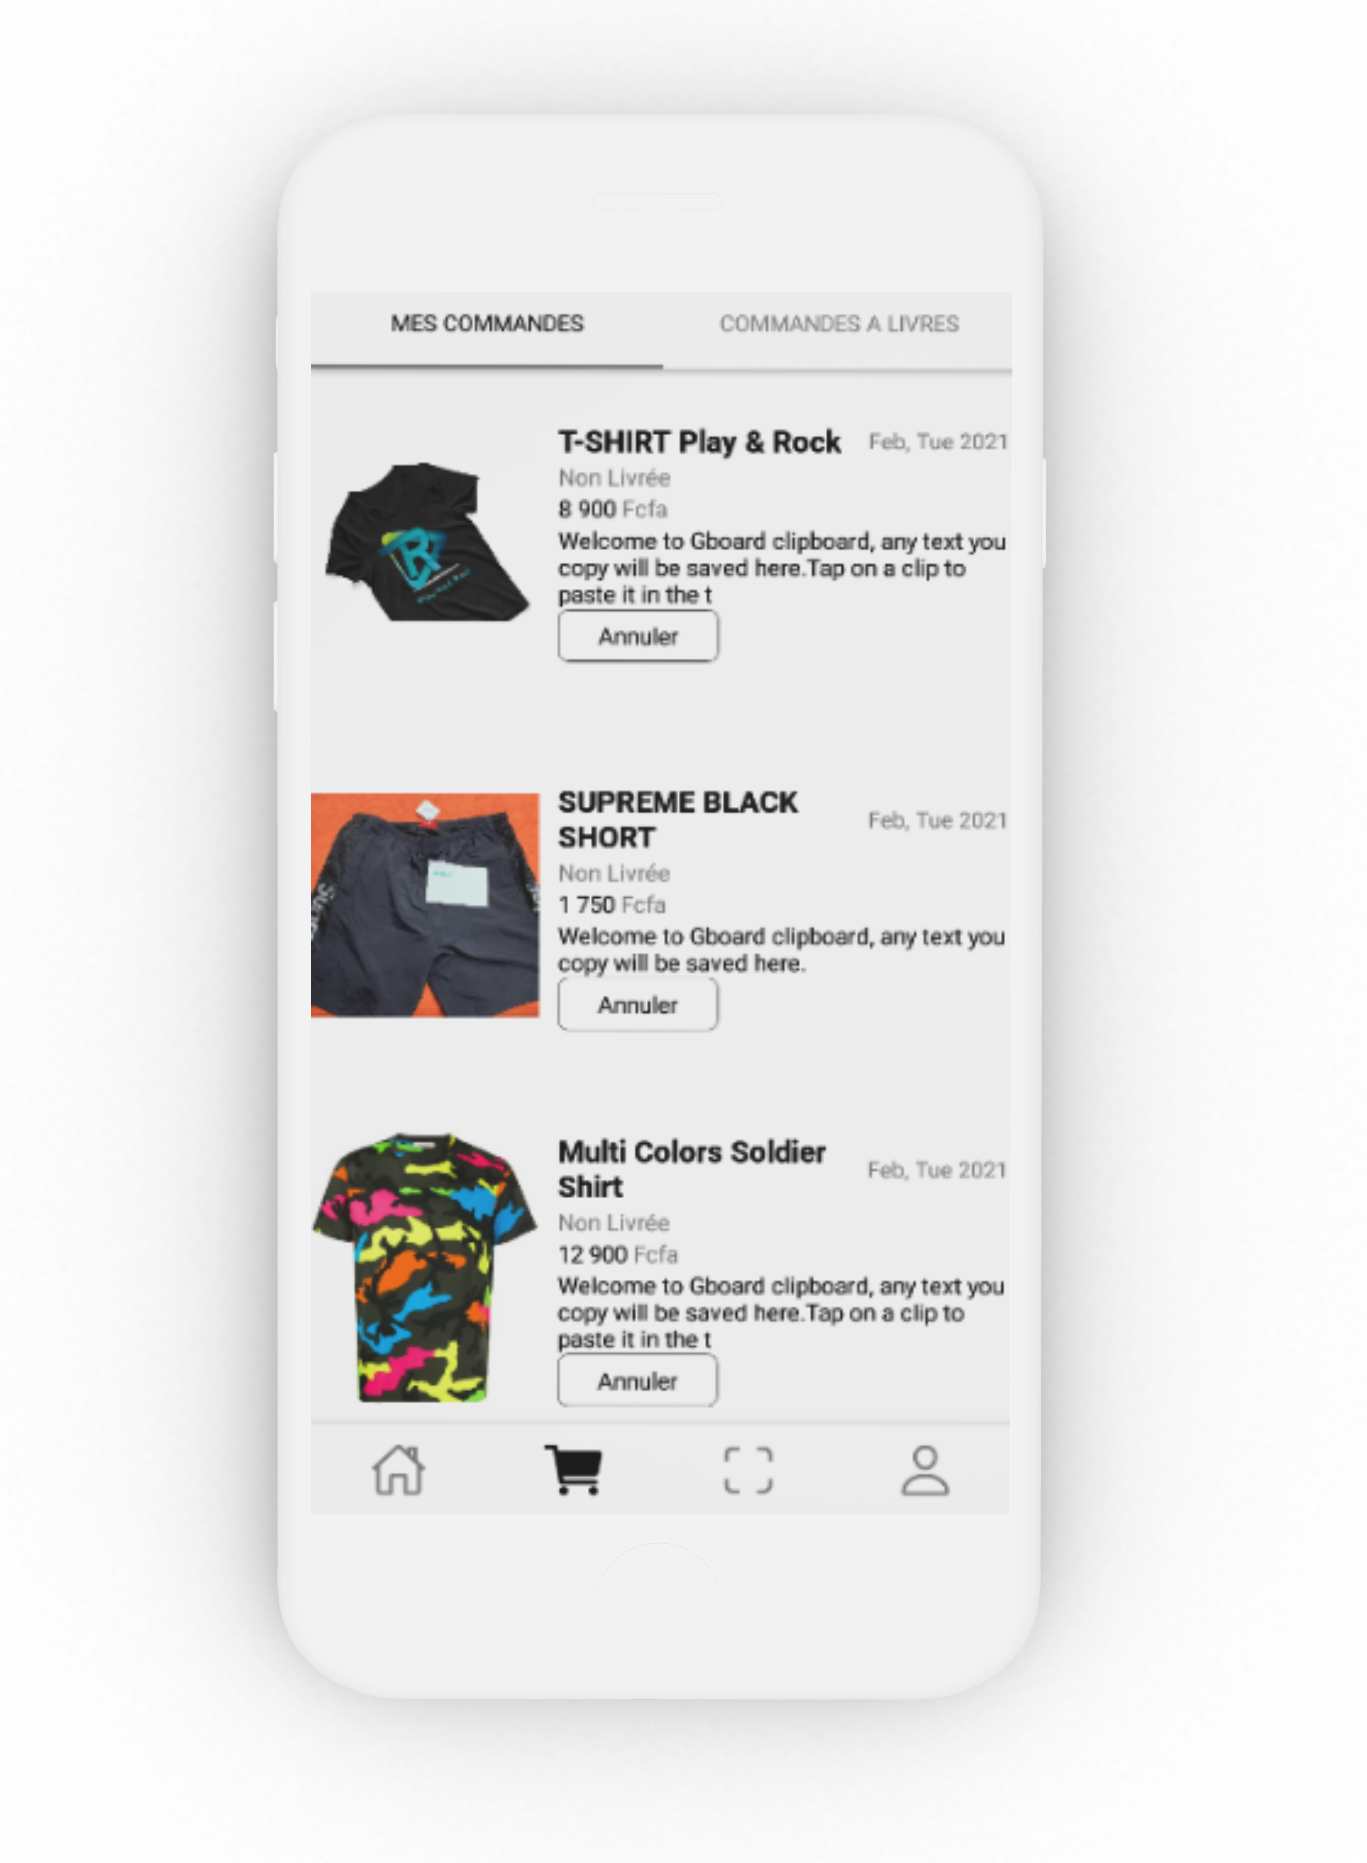 MES COMMANDES
COMMANDES A LIVRES
T-SHIRT Play & Rock
Feb, Tue 2021
Non Livrée
8 900 Fcfa
Welcome to Gboard clipboard, any text you
copy will be saved here.Tap on a clip to
paste it in the t
Annuler
SUPREME BLACK
SHORT
Feb, Tue 2021
Non Livrée
1 750 Fcfa
Welcome to Gboard clipboard, any text you
copy will be saved here.
Annuler
Multi Colors Soldier
Shirt
Feb, Tue 2021
Non Livrée
12 900 Fcfa
Welcome to Gboard clipboard, any text you
copy will be saved here.Tap on a clip to
paste it in the t
Annuler